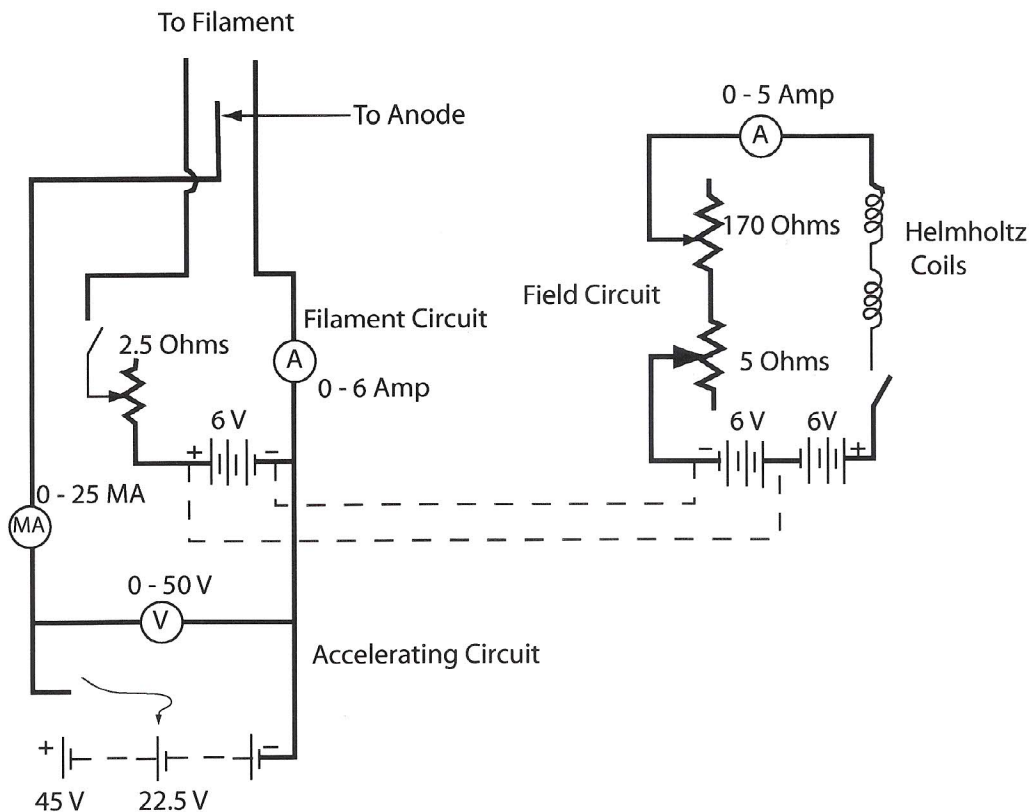 To Filament
To Anode
0 - 5 Amp
A
170 Ohms
Helmholtz
Coils
Field Circuit
Filament Circuit
2.5 Ohms
A
0 - 6 Amp
5 Ohms
6 V
+ -
6 V 6V
- +
0 - 25 MA
MA
0 - 50 V
V
Accelerating Circuit
+ -
45 V 22.5 V